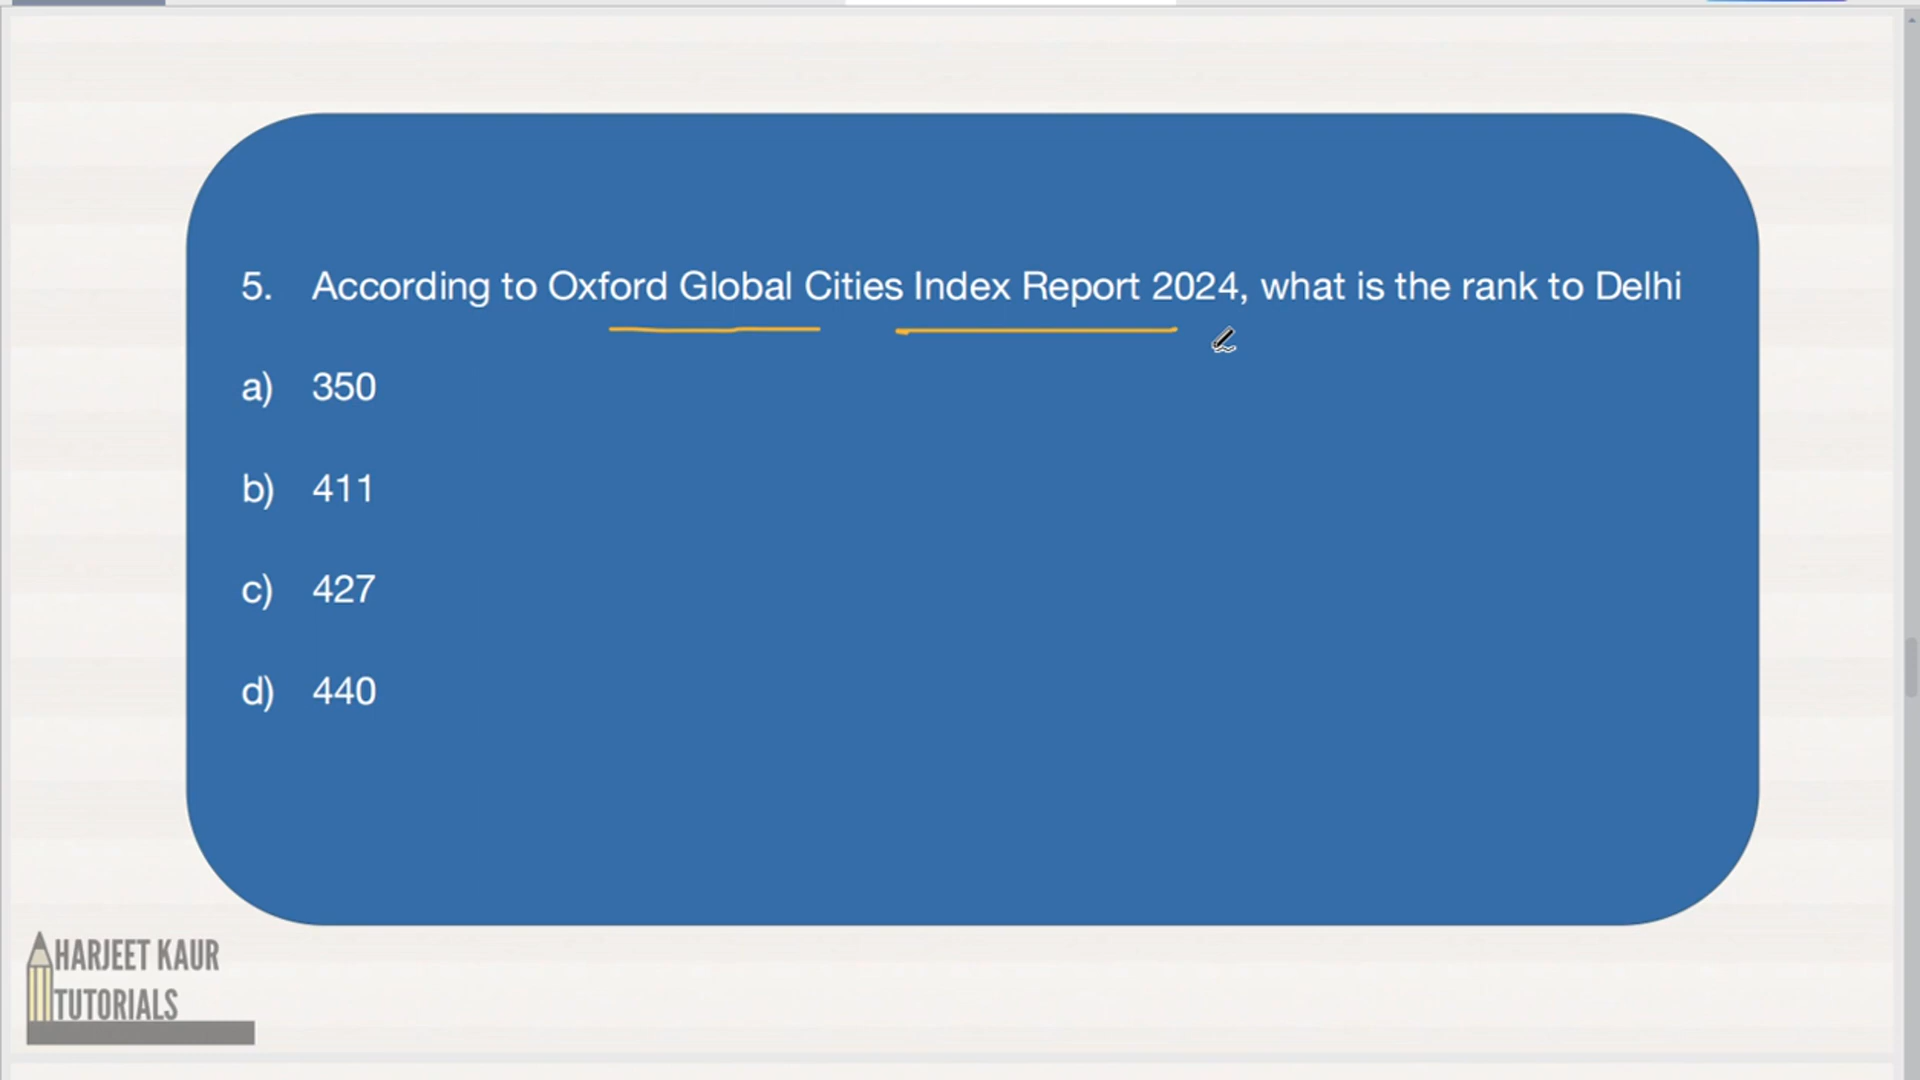 5. According to Oxford Global Cities Index Report 2024, what is the rank to Delhi
a) 350
b) 411
c) 427
d) 440
HARJEET KAUR
TUTORIALS